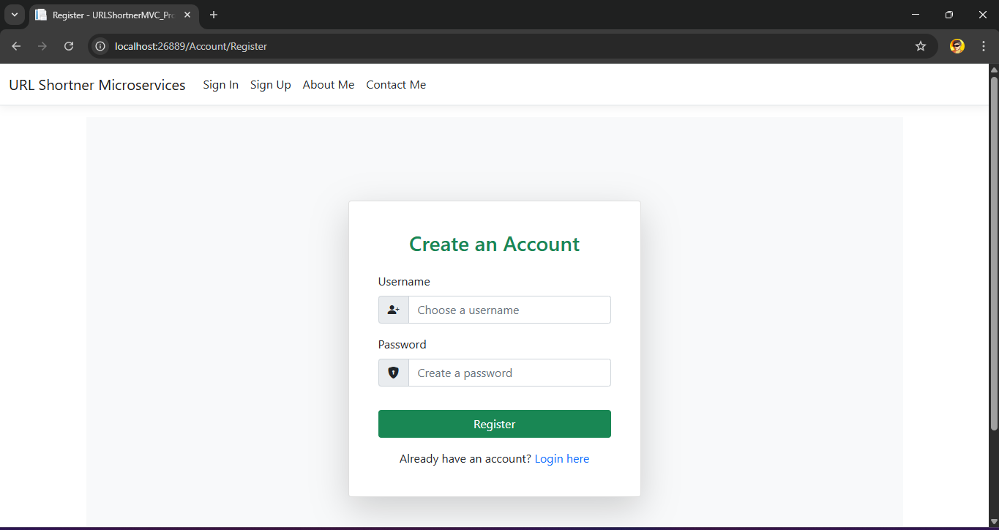 Register - URLShortnerMVC_Pro
localhost:26889/Account/Register
URL Shortner Microservices Sign In Sign Up About Me Contact Me
Create an Account
Username
Choose a username
Password
Create a password
Register
Already have an account? Login here